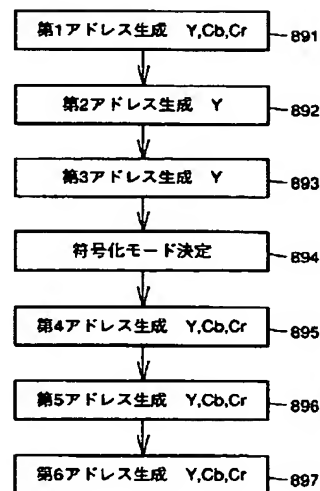 第1アドレス生成 Y,Cb,Cr 891
第2アドレス生成 Y 892
第3アドレス生成 Y 893
符号化モード決定 894
第4アドレス生成 Y,Cb,Cr 895
第5アドレス生成 Y,Cb,Cr 896
第6アドレス生成 Y,Cb,Cr 897